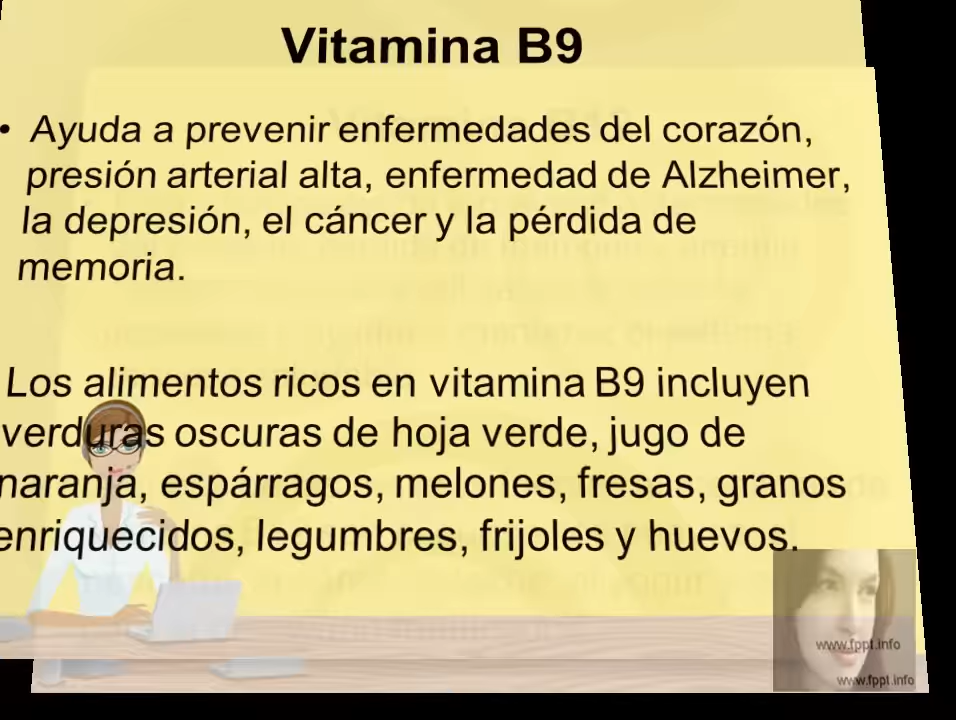 Vitamina B9
• Ayuda a prevenir enfermedades del corazón,
presión arterial alta, enfermedad de Alzheimer,
la depresión, el cáncer y la pérdida de
memoria.
Los alimentos ricos en vitamina B9 incluyen
verduras oscuras de hoja verde, jugo de
naranja, espárragos, melones, fresas, granos
enriquecidos, legumbres, frijoles y huevos.
www.fppt.info
www.fppt.info